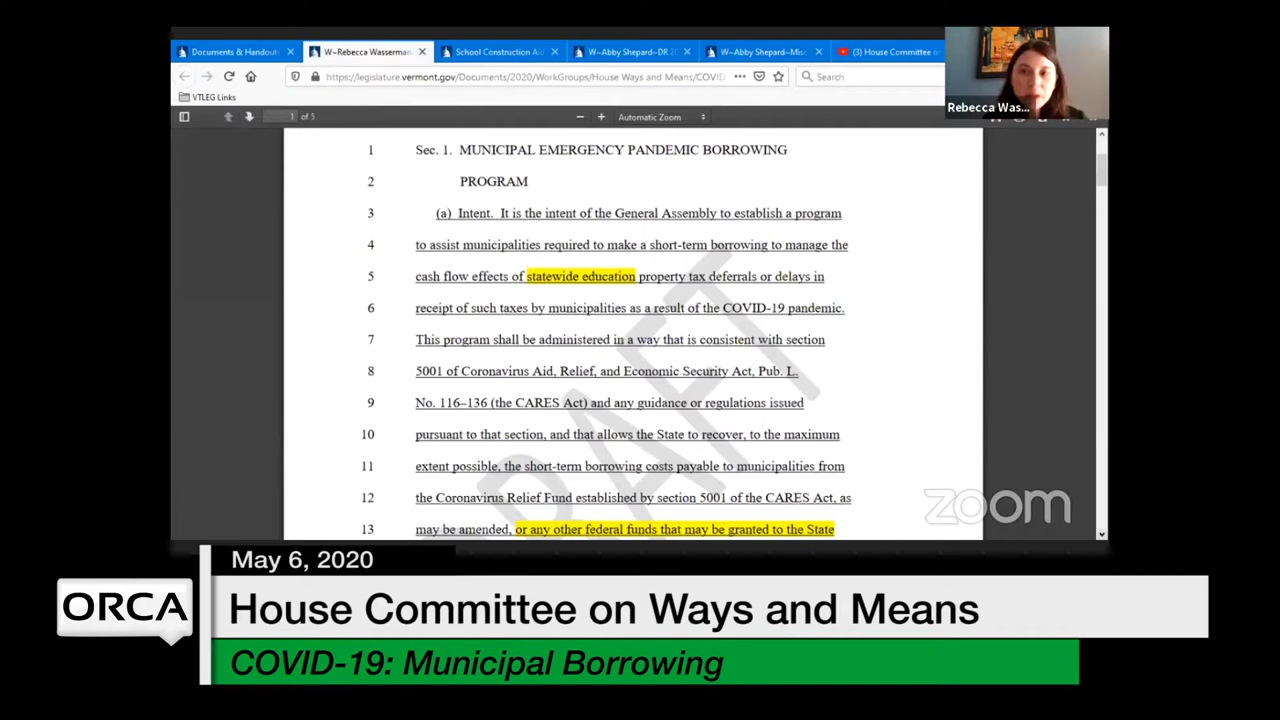 Documents & Handouts
W~Rebecca Wasserman
School Construction Aid
W~Abby Shepard~DR 20
W~Abby Shepard~Misc
(3) House Committee o
https://legislature.vermont.gov/Documents/2020/WorkGroups/House Ways and Means/COVID
Search
VTLEG Links
Rebecca Was...
1 of 5
Automatic Zoom
1 Sec. 1. MUNICIPAL EMERGENCY PANDEMIC BORROWING
2 PROGRAM
3 (a) Intent. It is the intent of the General Assembly to establish a program
4 to assist municipalities required to make a short-term borrowing to manage the
5 cash flow effects of statewide education property tax deferrals or delays in
6 receipt of such taxes by municipalities as a result of the COVID-19 pandemic.
7 This program shall be administered in a way that is consistent with section
8 5001 of Coronavirus Aid, Relief, and Economic Security Act, Pub. L.
9 No. 116–136 (the CARES Act) and any guidance or regulations issued
10 pursuant to that section, and that allows the State to recover, to the maximum
11 extent possible, the short-term borrowing costs payable to municipalities from
12 the Coronavirus Relief Fund established by section 5001 of the CARES Act, as
13 may be amended, or any other federal funds that may be granted to the State
DRAFT
zoom
May 6, 2020
ORCA
House Committee on Ways and Means
COVID-19: Municipal Borrowing